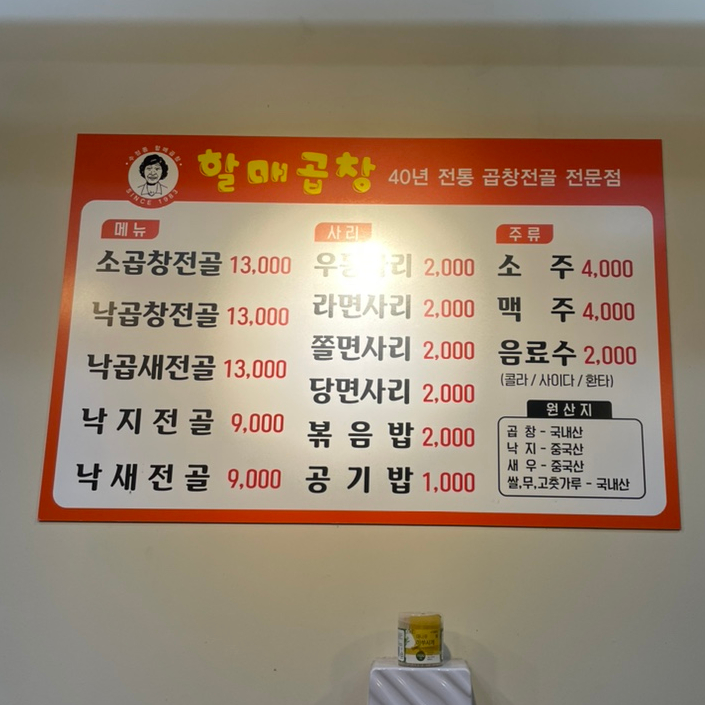 할매곱창 40년 전통 곱창전골 전문점
SINCE 1983
메뉴
소곱창전골 13,000
낙곱창전골 13,000
낙곱새전골 13,000
낙지전골 9,000
낙새전골 9,000
사리
우동사리 2,000
라면사리 2,000
쫄면사리 2,000
당면사리 2,000
볶음밥 2,000
공기밥 1,000
주류
소 주 4,000
맥 주 4,000
음료수 2,000
(콜라 / 사이다 / 환타)
원산지
곱 창 - 국내산
낙 지 - 중국산
새 우 - 중국산
쌀,무,고춧가루 - 국내산